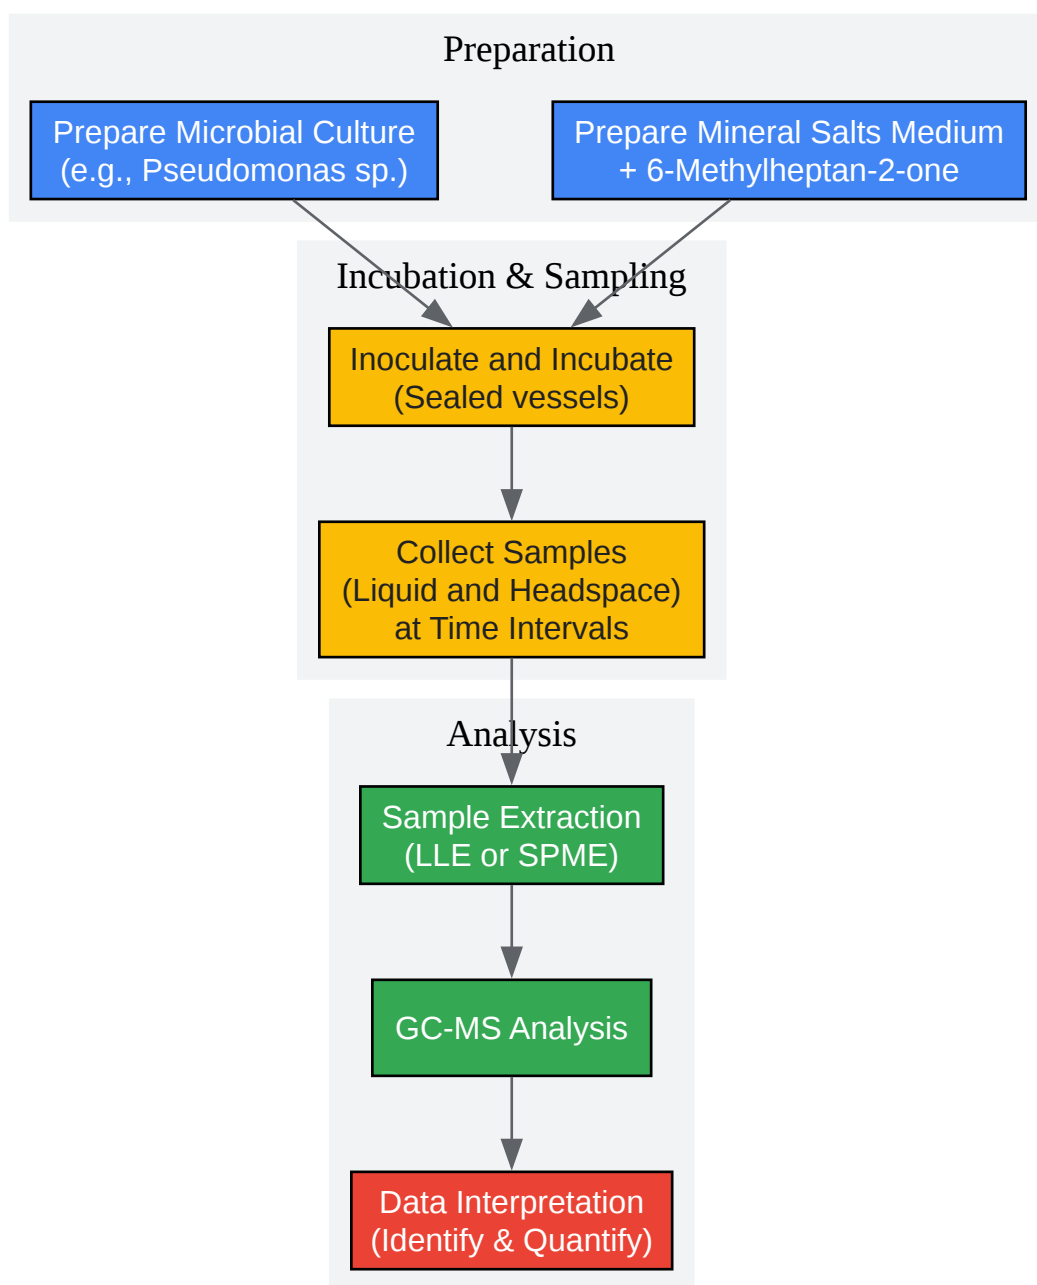 Preparation
Prepare Microbial Culture
(e.g., Pseudomonas sp.)
Prepare Mineral Salts Medium
+ 6-Methylheptan-2-one
Incubation & Sampling
Inoculate and Incubate
(Sealed vessels)
Collect Samples
(Liquid and Headspace)
at Time Intervals
Analysis
Sample Extraction
(LLE or SPME)
GC-MS Analysis
Data Interpretation
(Identify & Quantify)